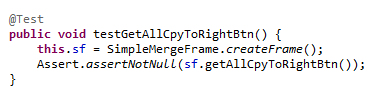 @Test
public void testGetAllCpyToRightBtn() {
    this.sf = SimpleMergeFrame.createFrame();
    Assert.assertNotNull(sf.getAllCpyToRightBtn());
}